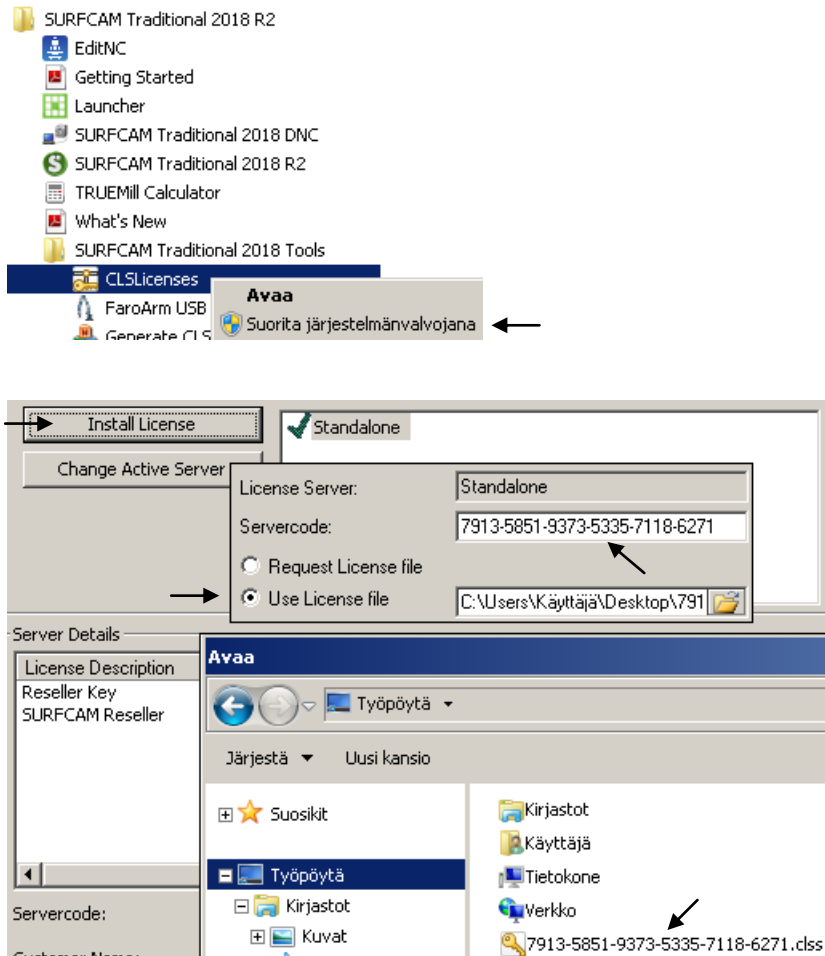 SURFCAM Traditional 2018 R2
EditNC
Getting Started
Launcher
SURFCAM Traditional 2018 DNC
SURFCAM Traditional 2018 R2
TRUEMill Calculator
What's New
SURFCAM Traditional 2018 Tools
CLSLicenses
Avaa
FaroArm USB
Suorita järjestelmänvalvojana
Generate CLS
Install License
Standalone
Change Active Server
License Server:
Standalone
Servercode:
7913-5851-9373-5335-7118-6271
Request License file
Use License file
C:\Users\Käyttäjä\Desktop\791
Server Details
License Description
Reseller Key
SURFCAM Reseller
Avaa
Työpöytä
Järjestä
Uusi kansio
Suosikit
Kirjastot
Käyttäjä
Työpöytä
Tietokone
Kirjastot
Verkko
Servercode:
Kuvat
7913-5851-9373-5335-7118-6271.clss
Customer Name: